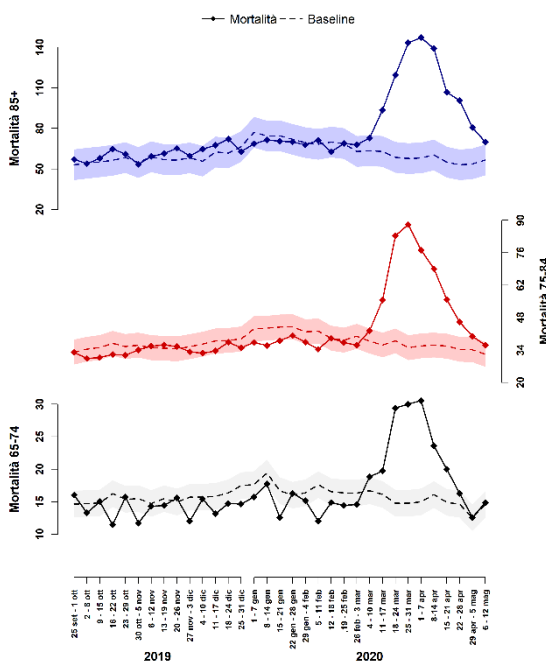 Mortalità Baseline
Mortalità 85+
140
110
80
50
20
Mortalità 75-84
90
76
62
48
34
20
Mortalità 65-74
30
25
20
15
10
25 set - 1 ott
2 - 8 ott
9 - 15 ott
16 - 22 ott
23 - 29 ott
30 ott - 5 nov
6 - 12 nov
13 - 19 nov
20 - 26 nov
27 nov - 3 dic
4 - 10 dic
11 - 17 dic
18 - 24 dic
25 - 31 dic
1 - 7 gen
8 - 14 gen
15 - 21 gen
22 gen - 28 gen
29 gen - 4 feb
5 - 11 feb
12 - 18 feb
19 - 25 feb
26 feb - 3 mar
4 - 10 mar
11 - 17 mar
18 - 24 mar
25 - 31 mar
1 - 7 apr
8-14 apr
15 - 21 apr
22 - 28 apr
29 apr - 5 mag
6 - 12 mag
2019
2020